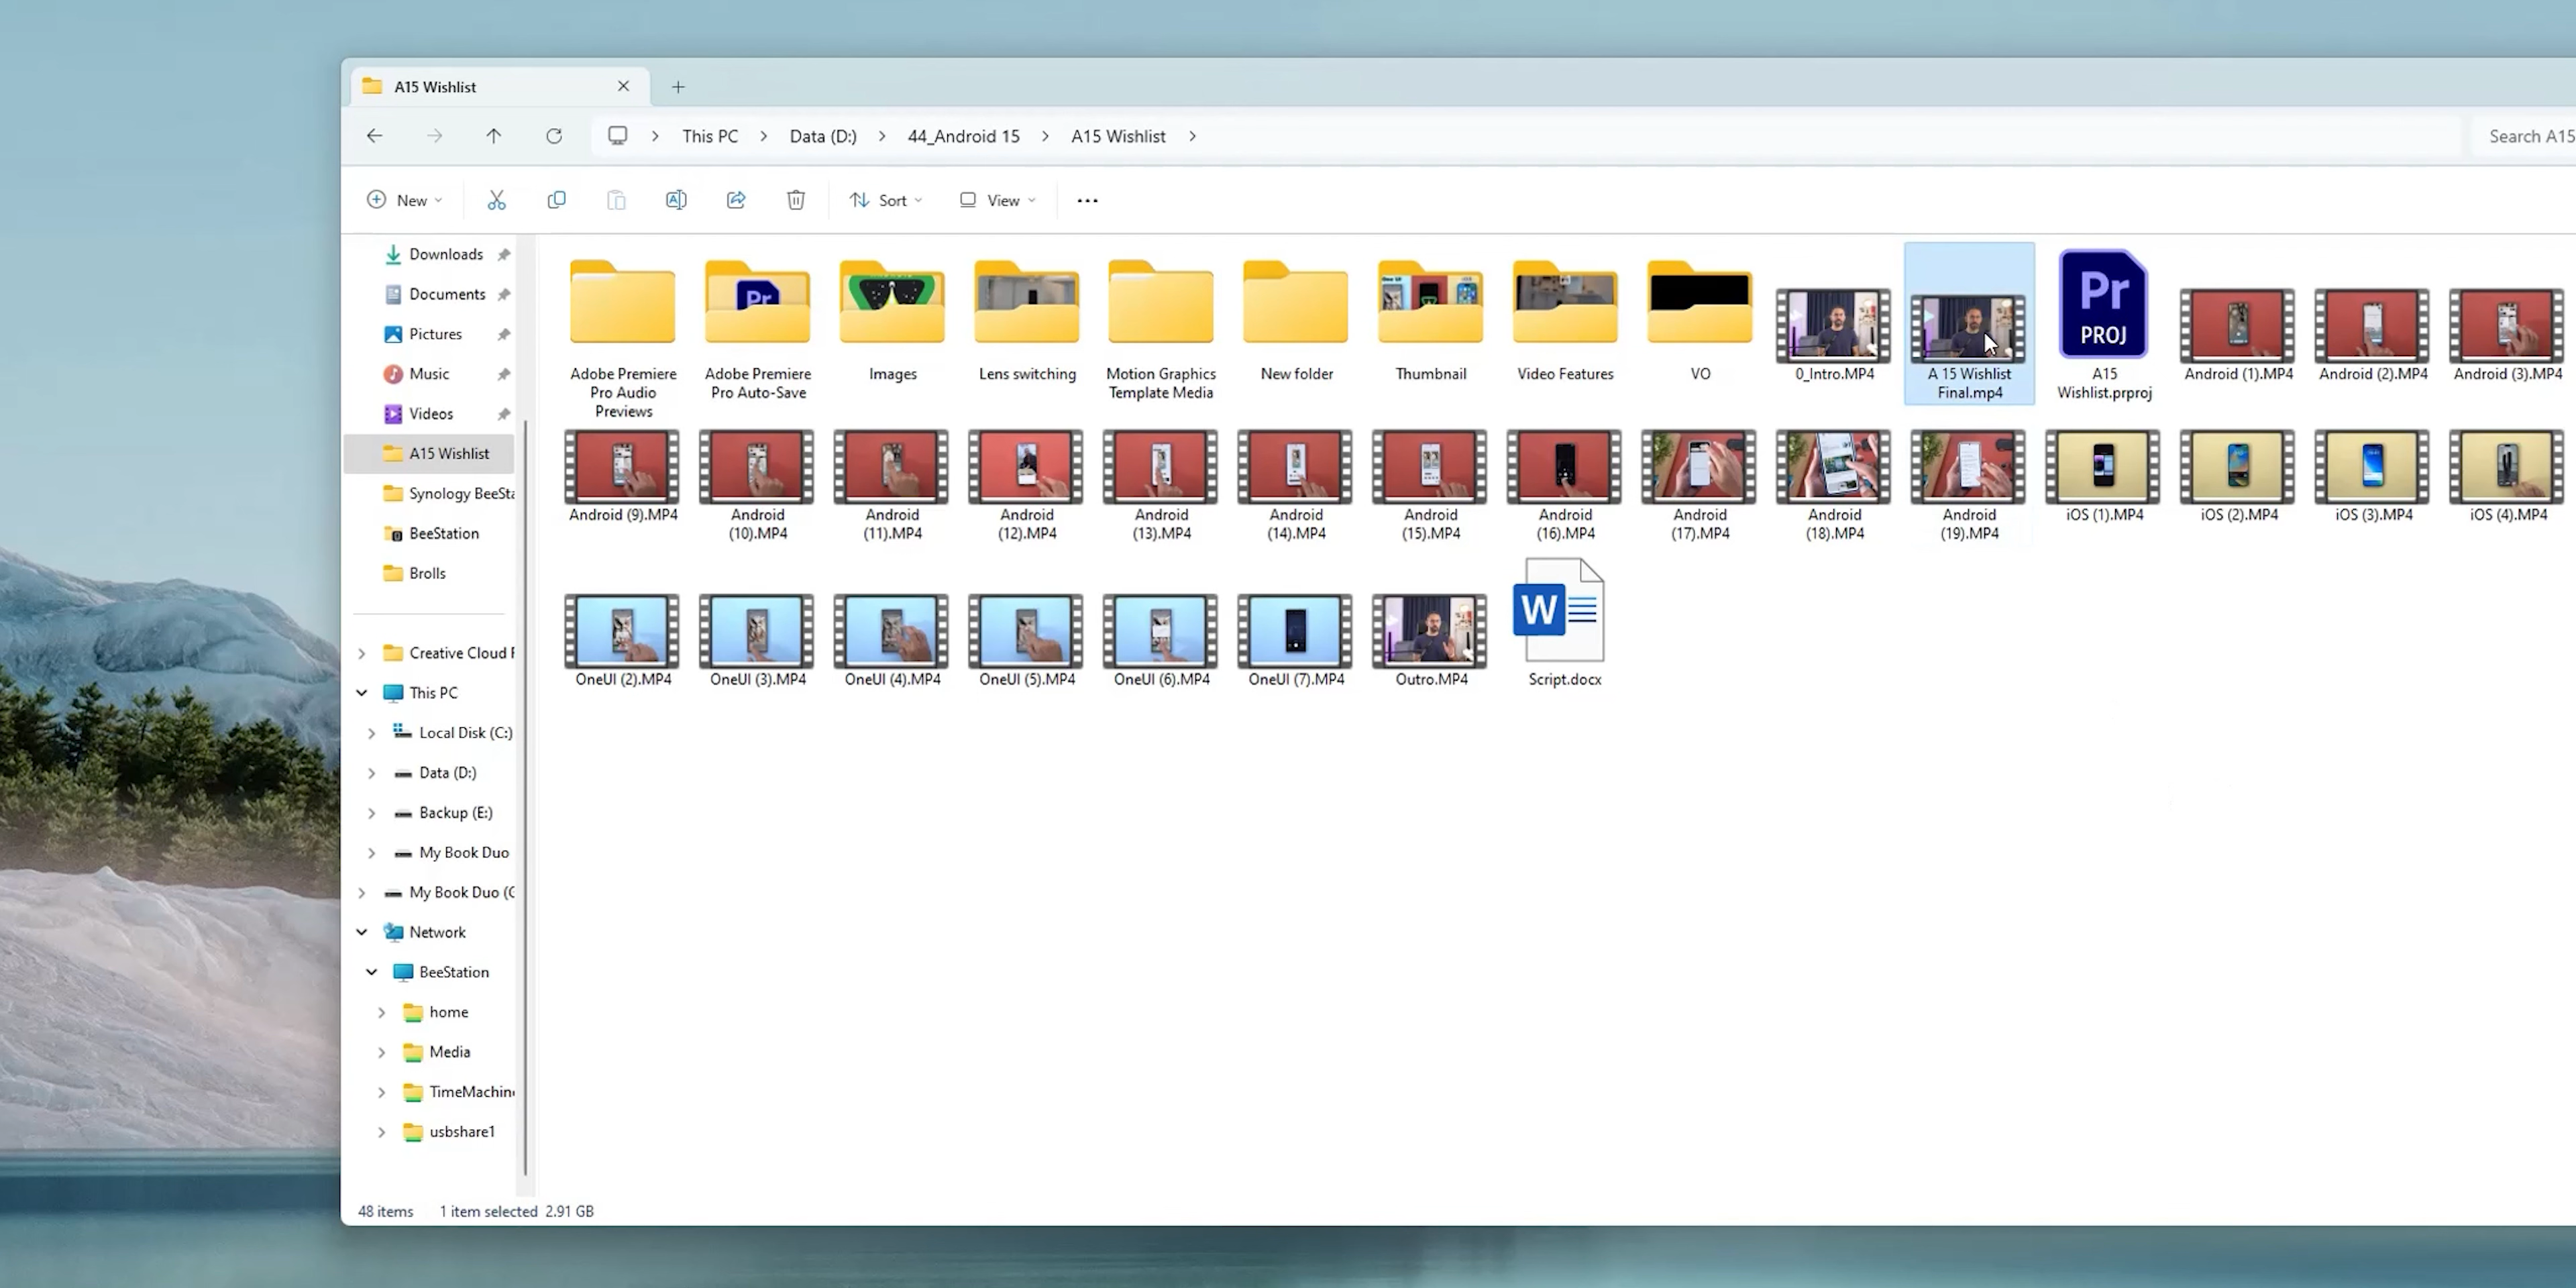 A15 Wishlist
This PC
Data (D:)
44_Android 15
A15 Wishlist
Search A15
New
Sort
View
Downloads
Documents
Pictures
Music
Videos
A15 Wishlist
Synology BeeSta
BeeStation
Brolls
Creative Cloud F
This PC
Local Disk (C:)
Data (D:)
Backup (E:)
My Book Duo
My Book Duo (G
Network
BeeStation
home
Media
TimeMachin
usbshare1
Adobe Premiere
Pro Audio
Previews
Pr
Adobe Premiere
Pro Auto-Save
Images
Lens switching
Motion Graphics
Template Media
New folder
Thumbnail
Video Features
VO
0_Intro.MP4
A 15 Wishlist
Final.mp4
Pr
PROJ
A15
Wishlist.prproj
Android (1).MP4
Android (2).MP4
Android (3).MP4
Android (9).MP4
Android
(10).MP4
Android
(11).MP4
Android
(12).MP4
Android
(13).MP4
Android
(14).MP4
Android
(15).MP4
Android
(16).MP4
Android
(17).MP4
Android
(18).MP4
Android
(19).MP4
iOS (1).MP4
iOS (2).MP4
iOS (3).MP4
iOS (4).MP4
OneUI (2).MP4
OneUI (3).MP4
OneUI (4).MP4
OneUI (5).MP4
OneUI (6).MP4
OneUI (7).MP4
Outro.MP4
W
Script.docx
48 items
1 item selected 2.91 GB